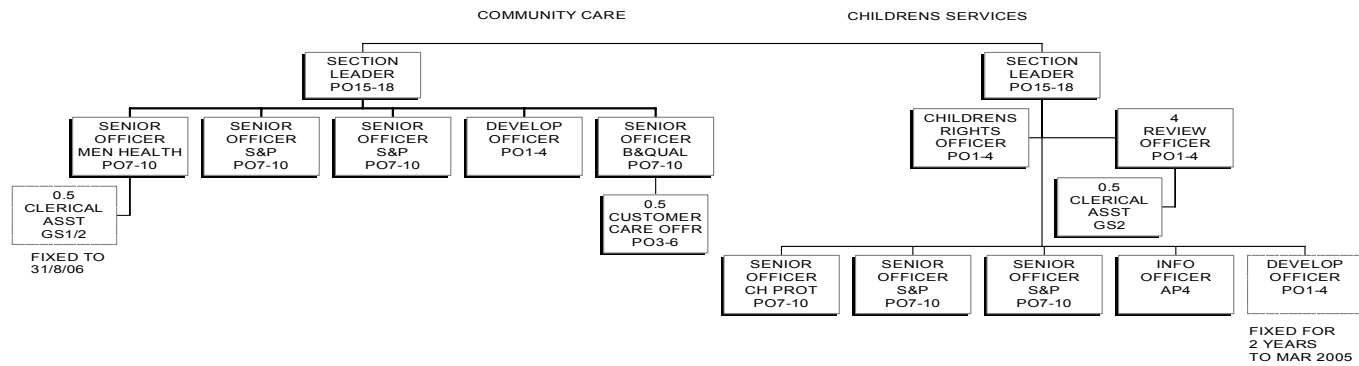 COMMUNITY CARE
CHILDRENS SERVICES
SECTION
LEADER
PO15-18
SECTION
LEADER
PO15-18
SENIOR
OFFICER
MEN HEALTH
PO7-10
SENIOR
OFFICER
S&P
PO7-10
SENIOR
OFFICER
S&P
PO7-10
DEVELOP
OFFICER
PO1-4
SENIOR
OFFICER
B&QUAL
PO7-10
CHILDRENS
RIGHTS
OFFICER
PO1-4
4
REVIEW
OFFICER
PO1-4
0.5
CLERICAL
ASST
GS1/2
FIXED TO
31/8/06
0.5
CUSTOMER
CARE OFFR
PO3-6
0.5
CLERICAL
ASST
GS2
SENIOR
OFFICER
CH PROT
PO7-10
SENIOR
OFFICER
S&P
PO7-10
SENIOR
OFFICER
S&P
PO7-10
INFO
OFFICER
AP4
DEVELOP
OFFICER
PO1-4
FIXED FOR
2 YEARS
TO MAR 2005